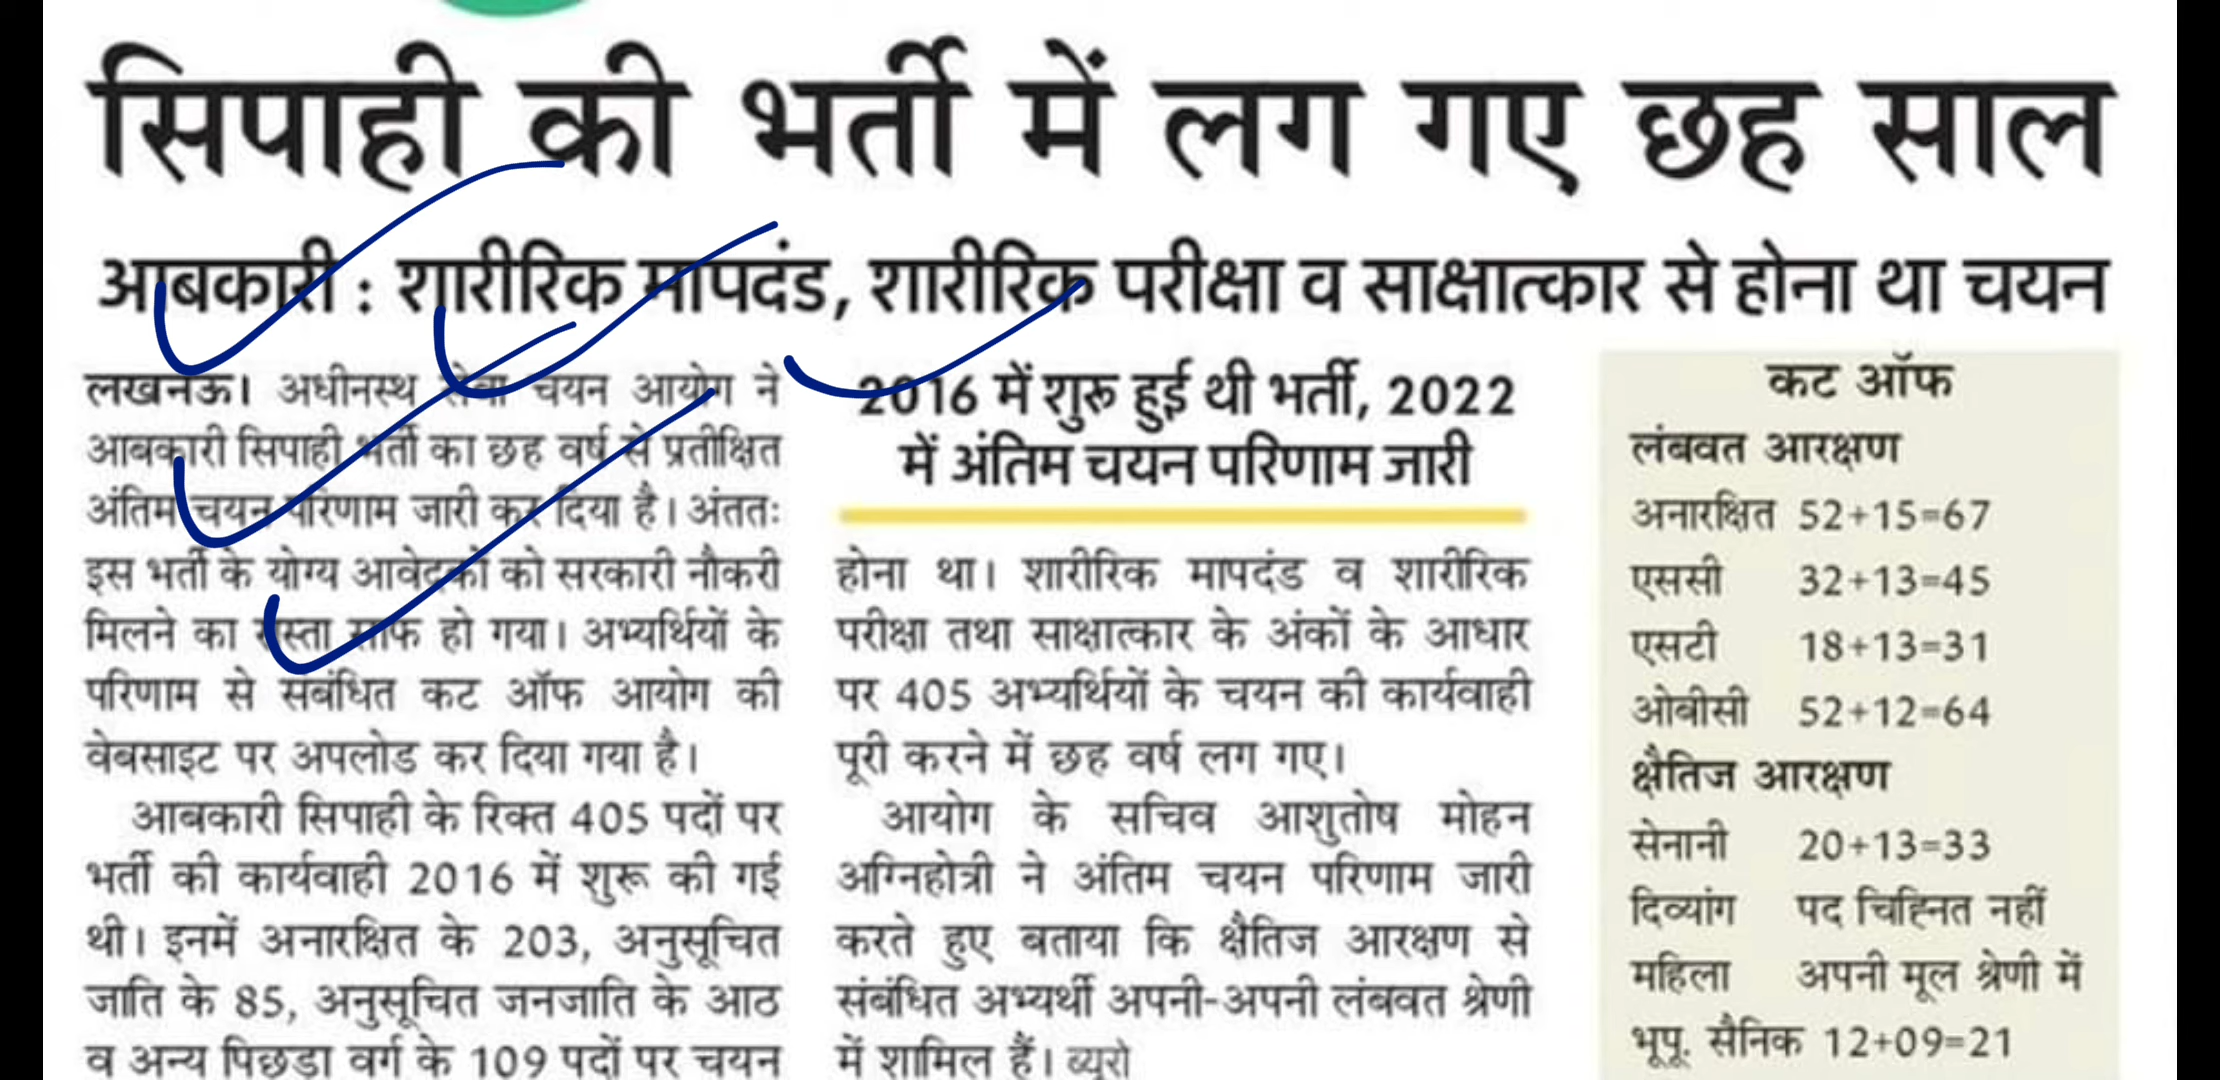 सिपाही की भर्ती में लग गए छह साल
आबकारी : शारीरिक मापदंड, शारीरिक परीक्षा व साक्षात्कार से होना था चयन
लखनऊ। अधीनस्थ सेवा चयन आयोग ने
आबकारी सिपाही भर्ती का छह वर्ष से प्रतीक्षित
अंतिम चयन परिणाम जारी कर दिया है। अंततः
इस भर्ती के योग्य आवेदकों को सरकारी नौकरी
मिलने का रास्ता साफ हो गया। अभ्यर्थियों के
परिणाम से संबंधित कट ऑफ आयोग की
वेबसाइट पर अपलोड कर दिया गया है।
आबकारी सिपाही के रिक्त 405 पदों पर
भर्ती की कार्यवाही 2016 में शुरू की गई
थी। इनमें अनारक्षित के 203, अनुसूचित
जाति के 85, अनुसूचित जनजाति के आठ
व अन्य पिछड़ा वर्ग के 109 पदों पर चयन
2016 में शुरू हुई थी भर्ती, 2022
में अंतिम चयन परिणाम जारी
होना था। शारीरिक मापदंड व शारीरिक
परीक्षा तथा साक्षात्कार के अंकों के आधार
पर 405 अभ्यर्थियों के चयन की कार्यवाही
पूरी करने में छह वर्ष लग गए।
आयोग के सचिव आशुतोष मोहन
अग्निहोत्री ने अंतिम चयन परिणाम जारी
करते हुए बताया कि क्षैतिज आरक्षण से
संबंधित अभ्यर्थी अपनी-अपनी लंबवत श्रेणी
में शामिल हैं। ब्यूरो
कट ऑफ
लंबवत आरक्षण
अनारक्षित 52+15=67
एससी 32+13=45
एसटी 18+13=31
ओबीसी 52+12=64
क्षैतिज आरक्षण
सेनानी 20+13=33
दिव्यांग पद चिह्नित नहीं
महिला अपनी मूल श्रेणी में
भूपू. सैनिक 12+09=21